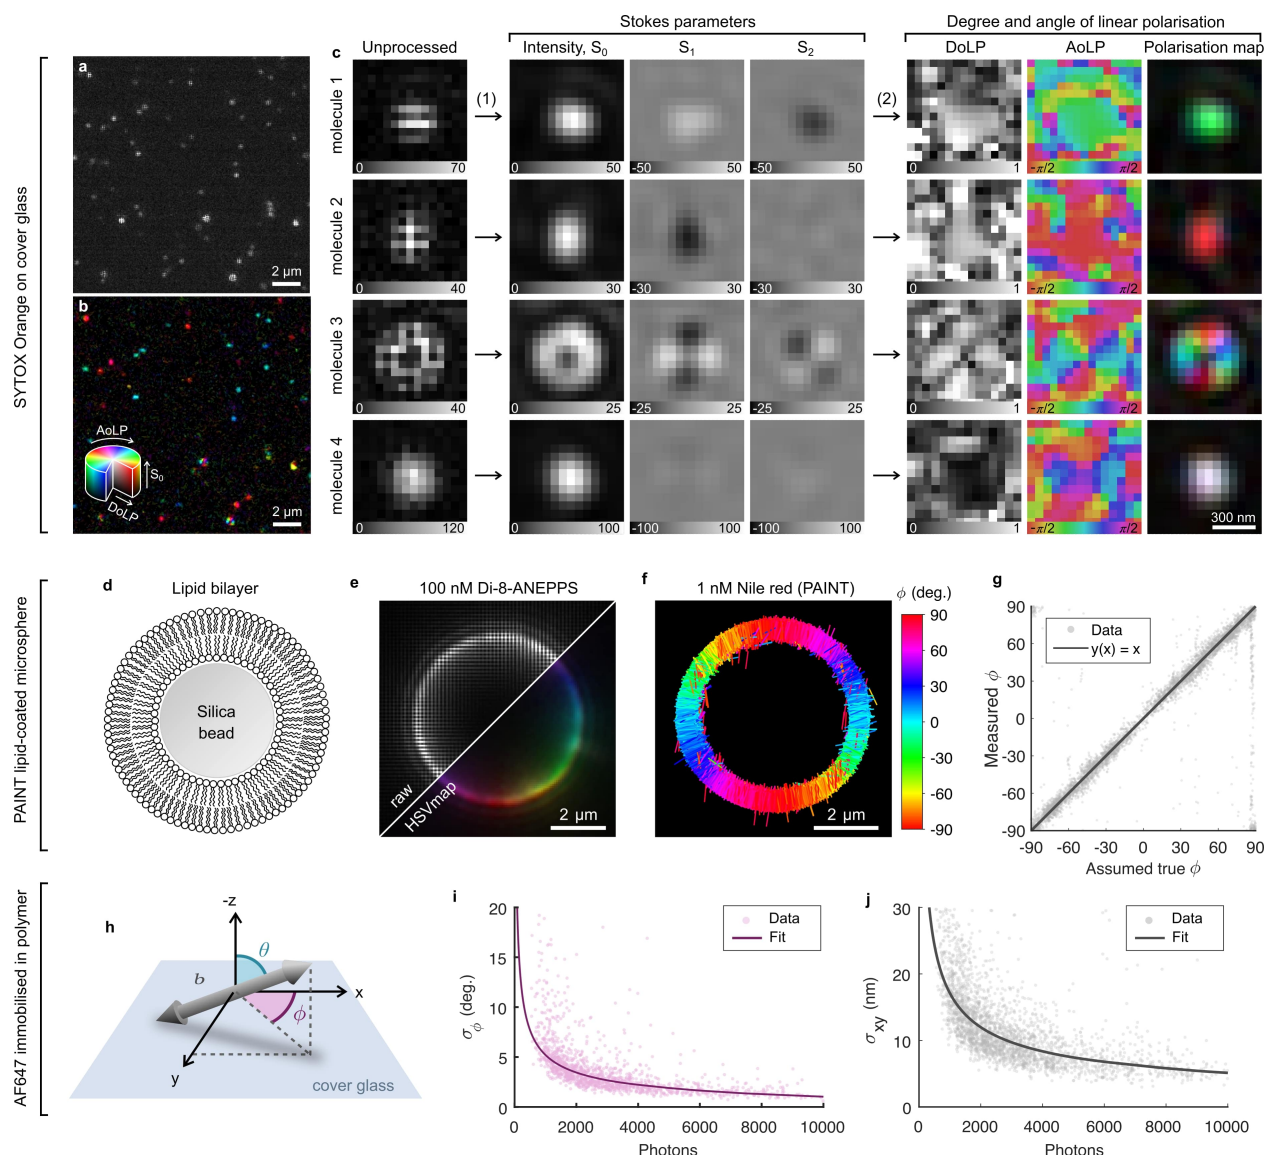 Stokes parameters
Degree and angle of linear polarisation
Unprocessed
Intensity, S₀
S₁
S₂
DoLP
AoLP
Polarisation map
SYTOX Orange on cover glass
a
2 µm
b
AoLP
S₀
DoLP
2 µm
c
molecule 1
(1)
(2)
0 70
0 50
-50 50
-50 50
0 1
-π/2 π/2
molecule 2
0 40
0 30
-30 30
-30 30
0 1
-π/2 π/2
molecule 3
0 40
0 25
-25 25
-25 25
0 1
-π/2 π/2
molecule 4
0 120
0 100
-100 100
-100 100
0 1
-π/2 π/2
300 nm
PAINT lipid-coated microsphere
d
Lipid bilayer
Silica
bead
e
100 nM Di-8-ANEPPS
raw
HSVmap
2 µm
f
1 nM Nile red (PAINT)
ϕ (deg.)
90
60
30
0
-30
-60
-90
2 µm
g
Data
y(x) = x
Measured ϕ
90
60
30
0
-30
-60
-90
-90 -60 -30 0 30 60 90
Assumed true ϕ
AF647 immobilised in polymer
h
-z
θ
b
x
ϕ
y
cover glass
i
Data
Fit
σϕ (deg.)
20
15
10
5
0
0 2000 4000 6000 8000 10000
Photons
j
Data
Fit
σxy (nm)
30
20
10
0
0 2000 4000 6000 8000 10000
Photons